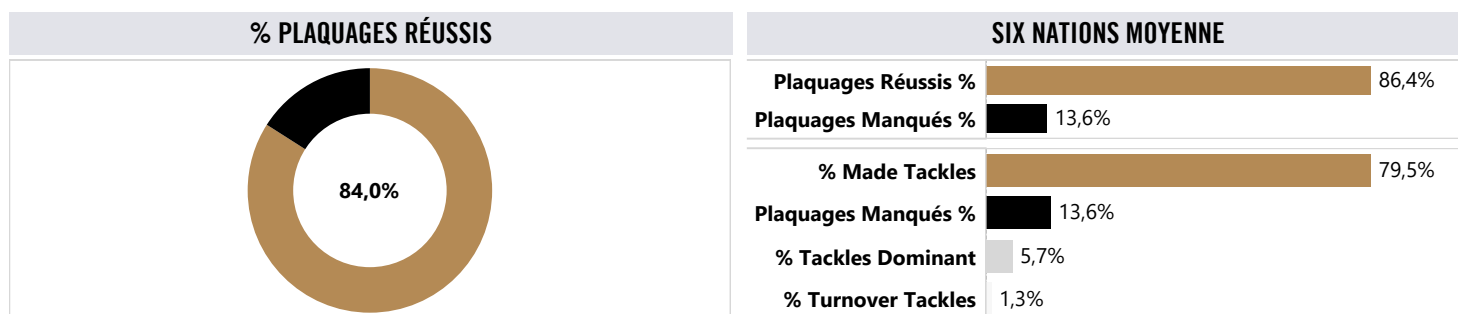 % PLAQUAGES RÉUSSIS
84,0%
SIX NATIONS MOYENNE
Plaquages Réussis % 86,4%
Plaquages Manqués % 13,6%
% Made Tackles 79,5%
Plaquages Manqués % 13,6%
% Tackles Dominant 5,7%
% Turnover Tackles 1,3%